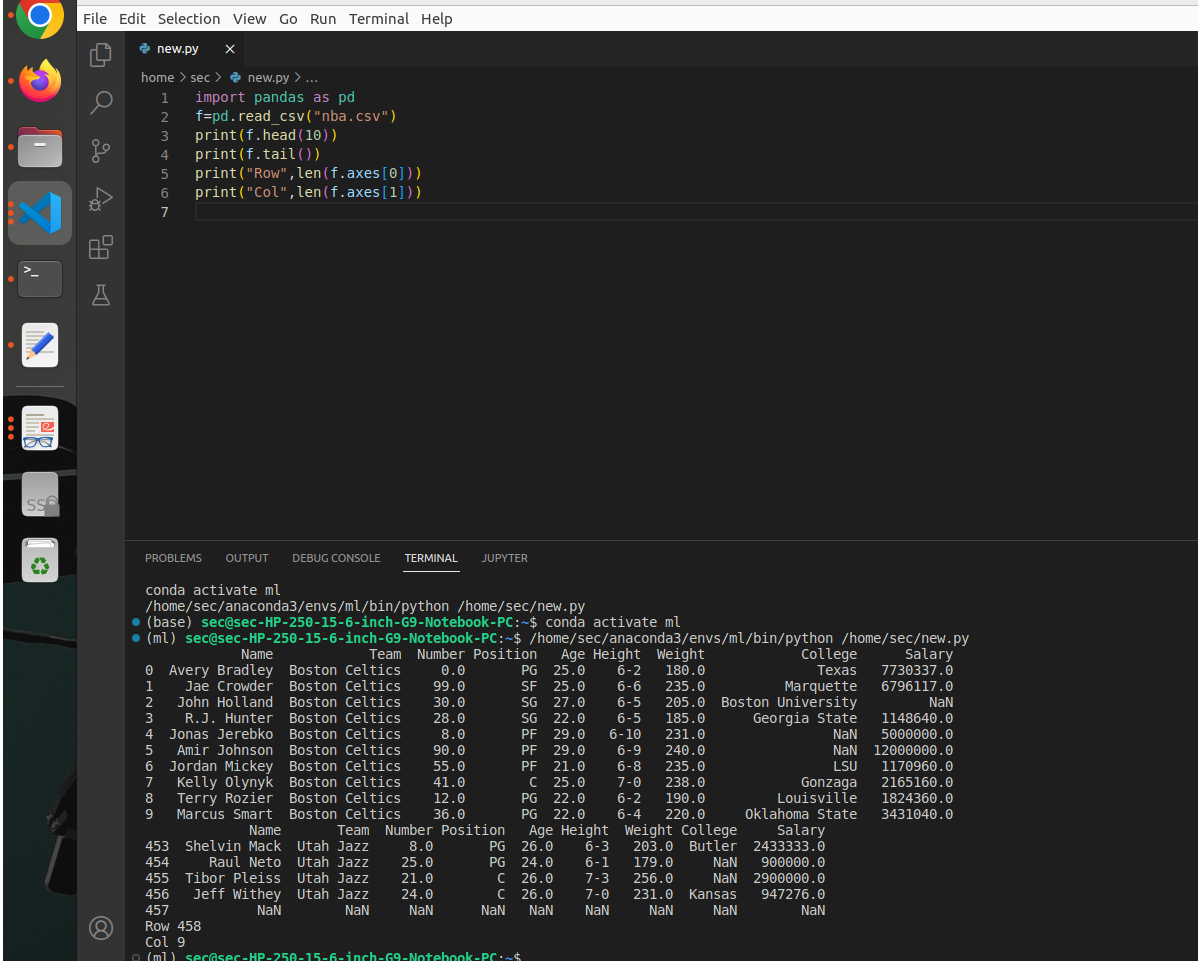 File Edit Selection View Go Run Terminal Help
new.py
home > sec > new.py > ...
1 import pandas as pd
2 f=pd.read_csv("nba.csv")
3 print(f.head(10))
4 print(f.tail())
5 print("Row",len(f.axes[0]))
6 print("Col",len(f.axes[1]))
7
>_
SS
PROBLEMS OUTPUT DEBUG CONSOLE TERMINAL JUPYTER
conda activate ml
/home/sec/anaconda3/envs/ml/bin/python /home/sec/new.py
(base) sec@sec-HP-250-15-6-inch-G9-Notebook-PC:~$ conda activate ml
(ml) sec@sec-HP-250-15-6-inch-G9-Notebook-PC:~$ /home/sec/anaconda3/envs/ml/bin/python /home/sec/new.py
Name Team Number Position Age Height Weight College Salary
0 Avery Bradley Boston Celtics 0.0 PG 25.0 6-2 180.0 Texas 7730337.0
1 Jae Crowder Boston Celtics 99.0 SF 25.0 6-6 235.0 Marquette 6796117.0
2 John Holland Boston Celtics 30.0 SG 27.0 6-5 205.0 Boston University NaN
3 R.J. Hunter Boston Celtics 28.0 SG 22.0 6-5 185.0 Georgia State 1148640.0
4 Jonas Jerebko Boston Celtics 8.0 PF 29.0 6-10 231.0 NaN 5000000.0
5 Amir Johnson Boston Celtics 90.0 PF 29.0 6-9 240.0 NaN 12000000.0
6 Jordan Mickey Boston Celtics 55.0 PF 21.0 6-8 235.0 LSU 1170960.0
7 Kelly Olynyk Boston Celtics 41.0 C 25.0 7-0 238.0 Gonzaga 2165160.0
8 Terry Rozier Boston Celtics 12.0 PG 22.0 6-2 190.0 Louisville 1824360.0
9 Marcus Smart Boston Celtics 36.0 PG 22.0 6-4 220.0 Oklahoma State 3431040.0
Name Team Number Position Age Height Weight College Salary
453 Shelvin Mack Utah Jazz 8.0 PG 26.0 6-3 203.0 Butler 2433333.0
454 Raul Neto Utah Jazz 25.0 PG 24.0 6-1 179.0 NaN 900000.0
455 Tibor Pleiss Utah Jazz 21.0 C 26.0 7-3 256.0 NaN 2900000.0
456 Jeff Withey Utah Jazz 24.0 C 26.0 7-0 231.0 Kansas 947276.0
457 NaN NaN NaN NaN NaN NaN NaN NaN NaN
Row 458
Col 9
(ml) sec@sec-HP-250-15-6-inch-G9-Notebook-PC:~$